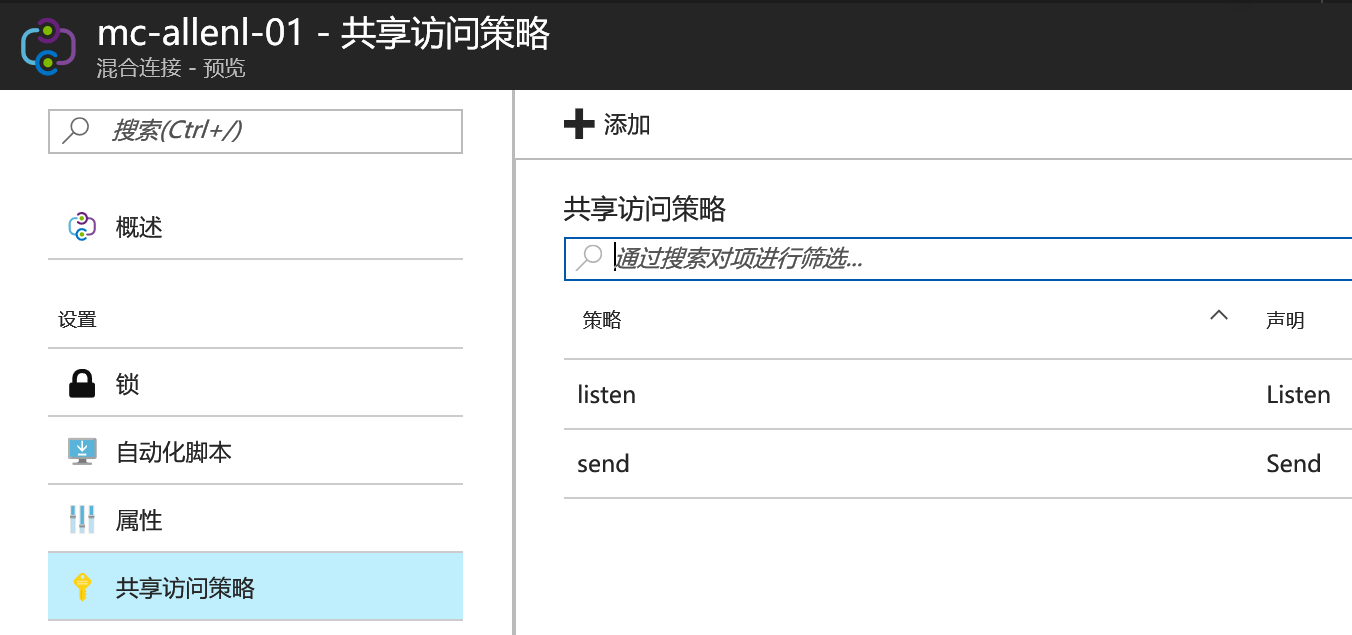 mc-allenl-01 - 共享访问策略
混合连接 - 预览
搜索(Ctrl+/)
概述
设置
锁
自动化脚本
属性
共享访问策略
添加
共享访问策略
通过搜索对项进行筛选...
策略 声明
listen Listen
send Send